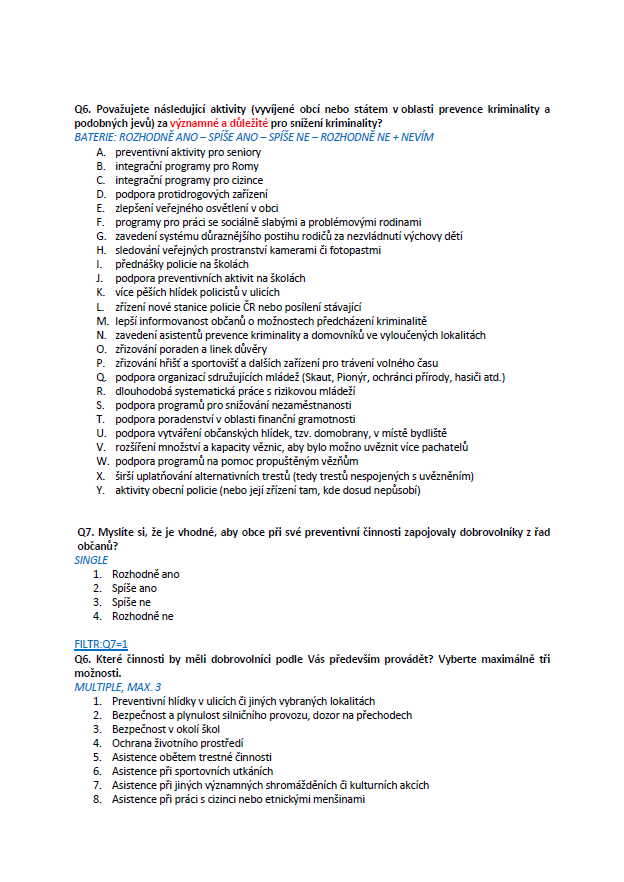 Q6. Považujete následující aktivity (vyvíjené obcí nebo státem v oblasti prevence kriminality a
podobných jevů) za významné a důležité pro snížení kriminality?
BATERIE: ROZHODNĚ ANO – SPÍŠE ANO – SPÍŠE NE – ROZHODNĚ NE + NEVÍM
A. preventivní aktivity pro seniory
B. integrační programy pro Romy
C. integrační programy pro cizince
D. podpora protidrogových zařízení
E. zlepšení veřejného osvětlení v obci
F. programy pro práci se sociálně slabými a problémovými rodinami
G. zavedení systému důraznějšího postihu rodičů za nezvládnutí výchovy dětí
H. sledování veřejných prostranství kamerami či fotopastmi
I. přednášky policie na školách
J. podpora preventivních aktivit na školách
K. více pěších hlídek policistů v ulicích
L. zřízení nové stanice policie ČR nebo posílení stávající
M. lepší informovanost občanů o možnostech předcházení kriminalitě
N. zavedení asistentů prevence kriminality a domovníků ve vyloučených lokalitách
O. zřizování poraden a linek důvěry
P. zřizování hřišť a sportovišť a dalších zařízení pro trávení volného času
Q. podpora organizací sdružujících mládež (Skaut, Pionýr, ochránci přírody, hasiči atd.)
R. dlouhodobá systematická práce s rizikovou mládeží
S. podpora programů pro snižování nezaměstnanosti
T. podpora poradenství v oblasti finanční gramotnosti
U. podpora vytváření občanských hlídek, tzv. domobrany, v místě bydliště
V. rozšíření množství a kapacity věznic, aby bylo možno uvěznit více pachatelů
W. podpora programů na pomoc propuštěným vězňům
X. širší uplatňování alternativních trestů (tedy trestů nespojených s uvězněním)
Y. aktivity obecní policie (nebo její zřízení tam, kde dosud nepůsobí)
Q7. Myslíte si, že je vhodné, aby obce při své preventivní činnosti zapojovaly dobrovolníky z řad
občanů?
SINGLE
1. Rozhodně ano
2. Spíše ano
3. Spíše ne
4. Rozhodně ne
FILTR:Q7=1
Q6. Které činnosti by měli dobrovolníci podle Vás především provádět? Vyberte maximálně tři
možnosti.
MULTIPLE, MAX. 3
1. Preventivní hlídky v ulicích či jiných vybraných lokalitách
2. Bezpečnost a plynulost silničního provozu, dozor na přechodech
3. Bezpečnost v okolí škol
4. Ochrana životního prostředí
5. Asistence obětem trestné činnosti
6. Asistence při sportovních utkáních
7. Asistence při jiných významných shromážděních či kulturních akcích
8. Asistence při práci s cizinci nebo etnickými menšinami